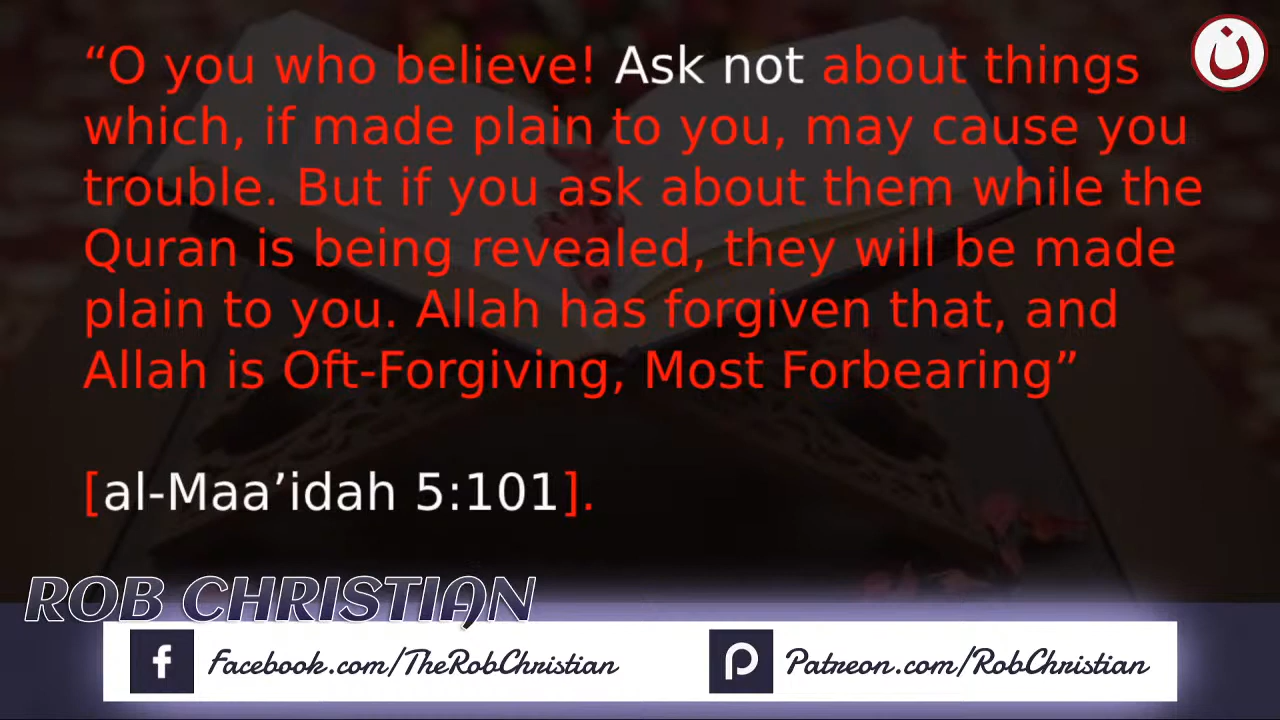 ن
“O you who believe! Ask not about things
which, if made plain to you, may cause you
trouble. But if you ask about them while the
Quran is being revealed, they will be made
plain to you. Allah has forgiven that, and
Allah is Oft-Forgiving, Most Forbearing”
[al-Maa’idah 5:101].
ROB CHRISTIAN
Facebook.com/TheRobChristian
Patreon.com/RobChristian